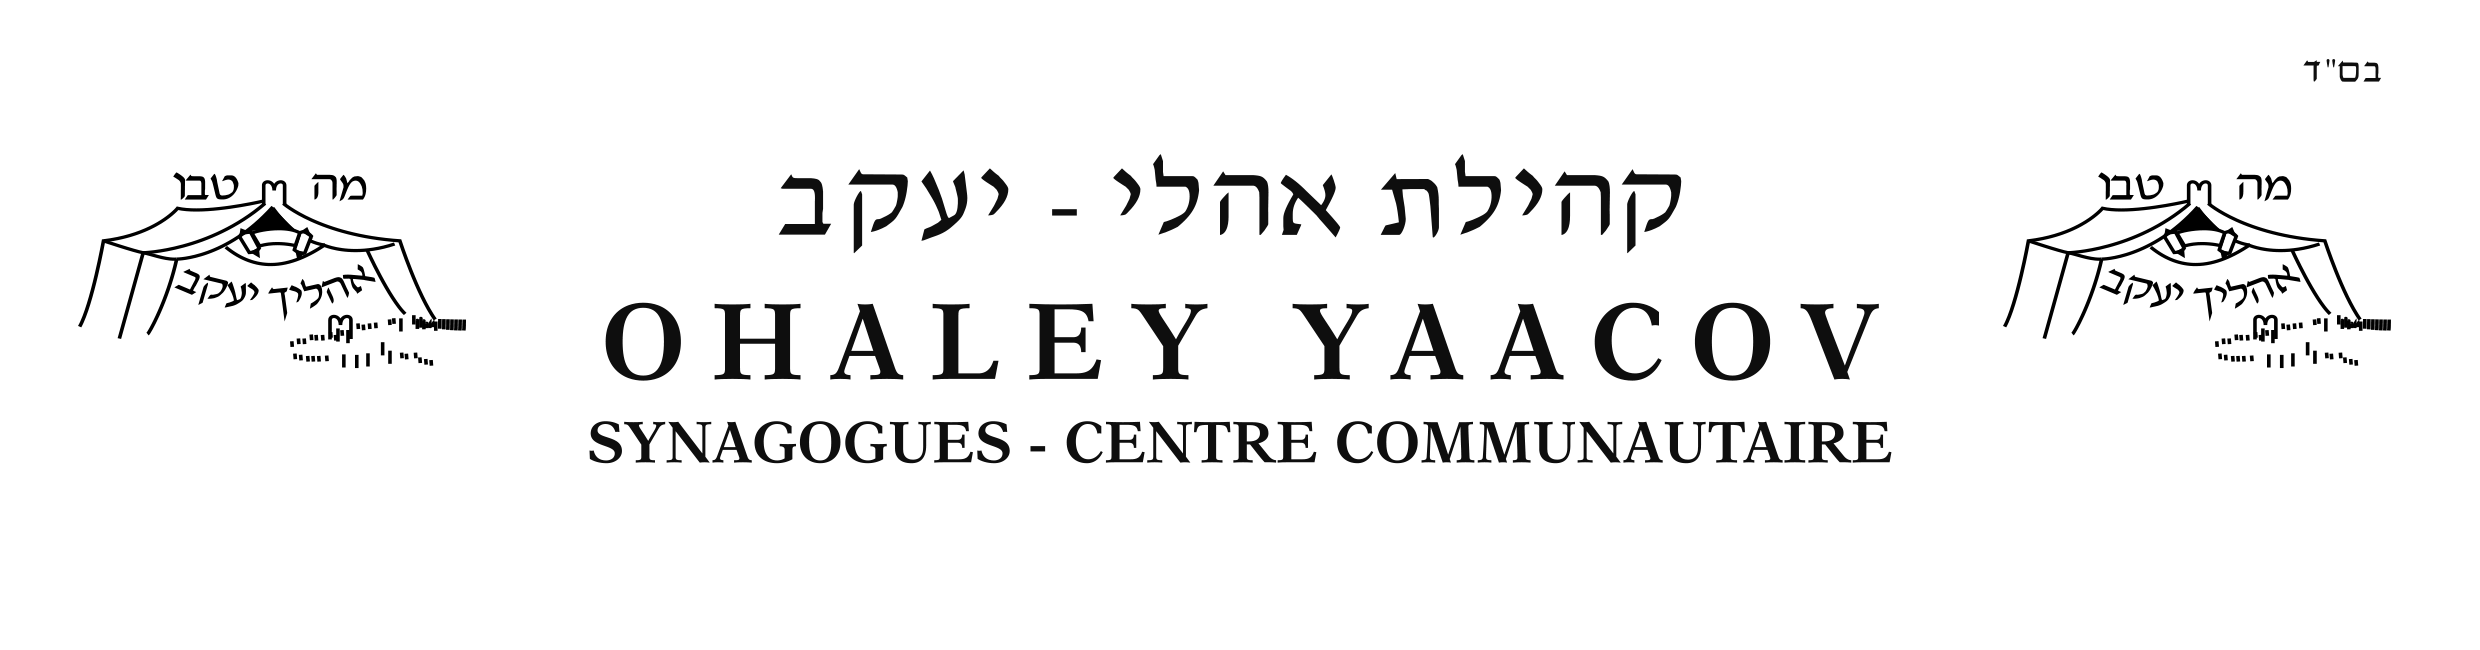 בס"ד
מה טבו
אהליך יעקב
קהילת אהלי - יעקב
OHALEY YAACOV
SYNAGOGUES - CENTRE COMMUNAUTAIRE
מה טבו
אהליך יעקב